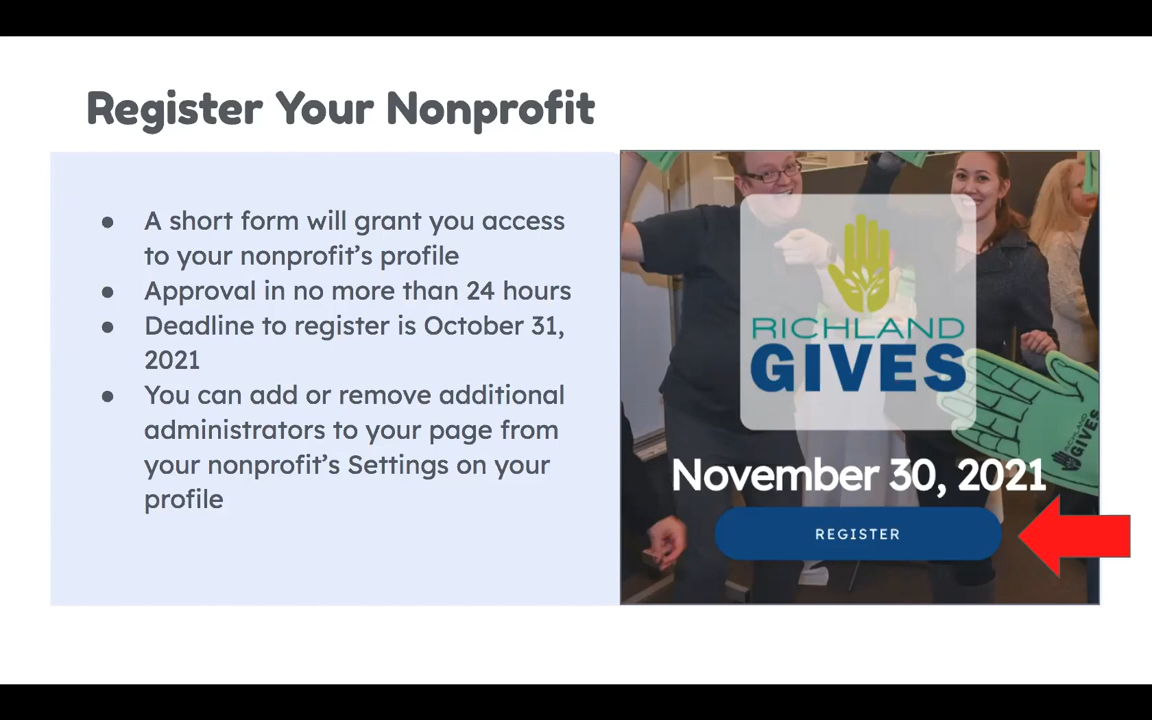 Register Your Nonprofit
● A short form will grant you access
to your nonprofit's profile
● Approval in no more than 24 hours
● Deadline to register is October 31,
2021
● You can add or remove additional
administrators to your page from
your nonprofit's Settings on your
profile
RICHLAND
GIVES
RICHLAND
GIVES
November 30, 2021
REGISTER